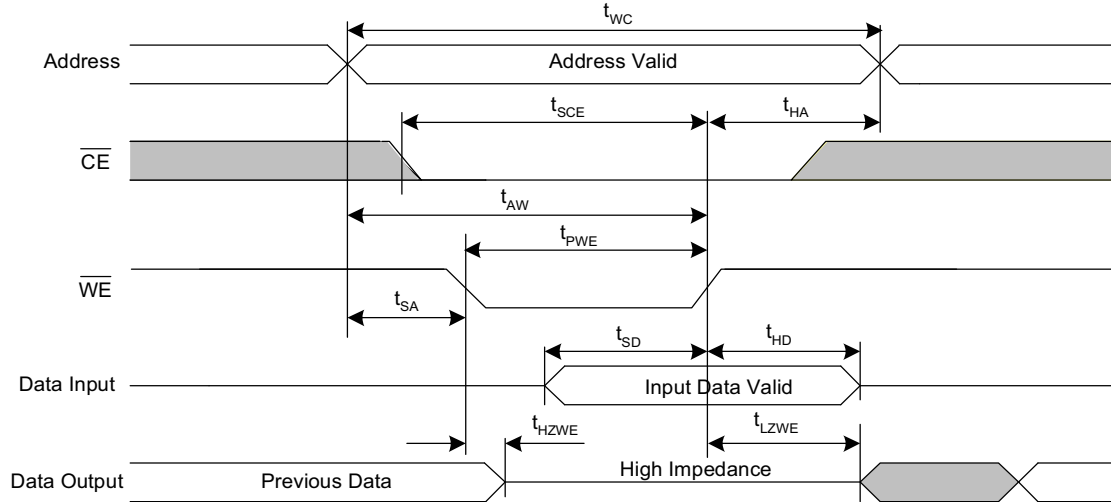 tWC
Address
Address Valid
tSCE
tHA
CE
tAW
tPWE
WE
tSA
tSD
tHD
Data Input
Input Data Valid
tHZWE
tLZWE
Data Output
Previous Data
High Impedance